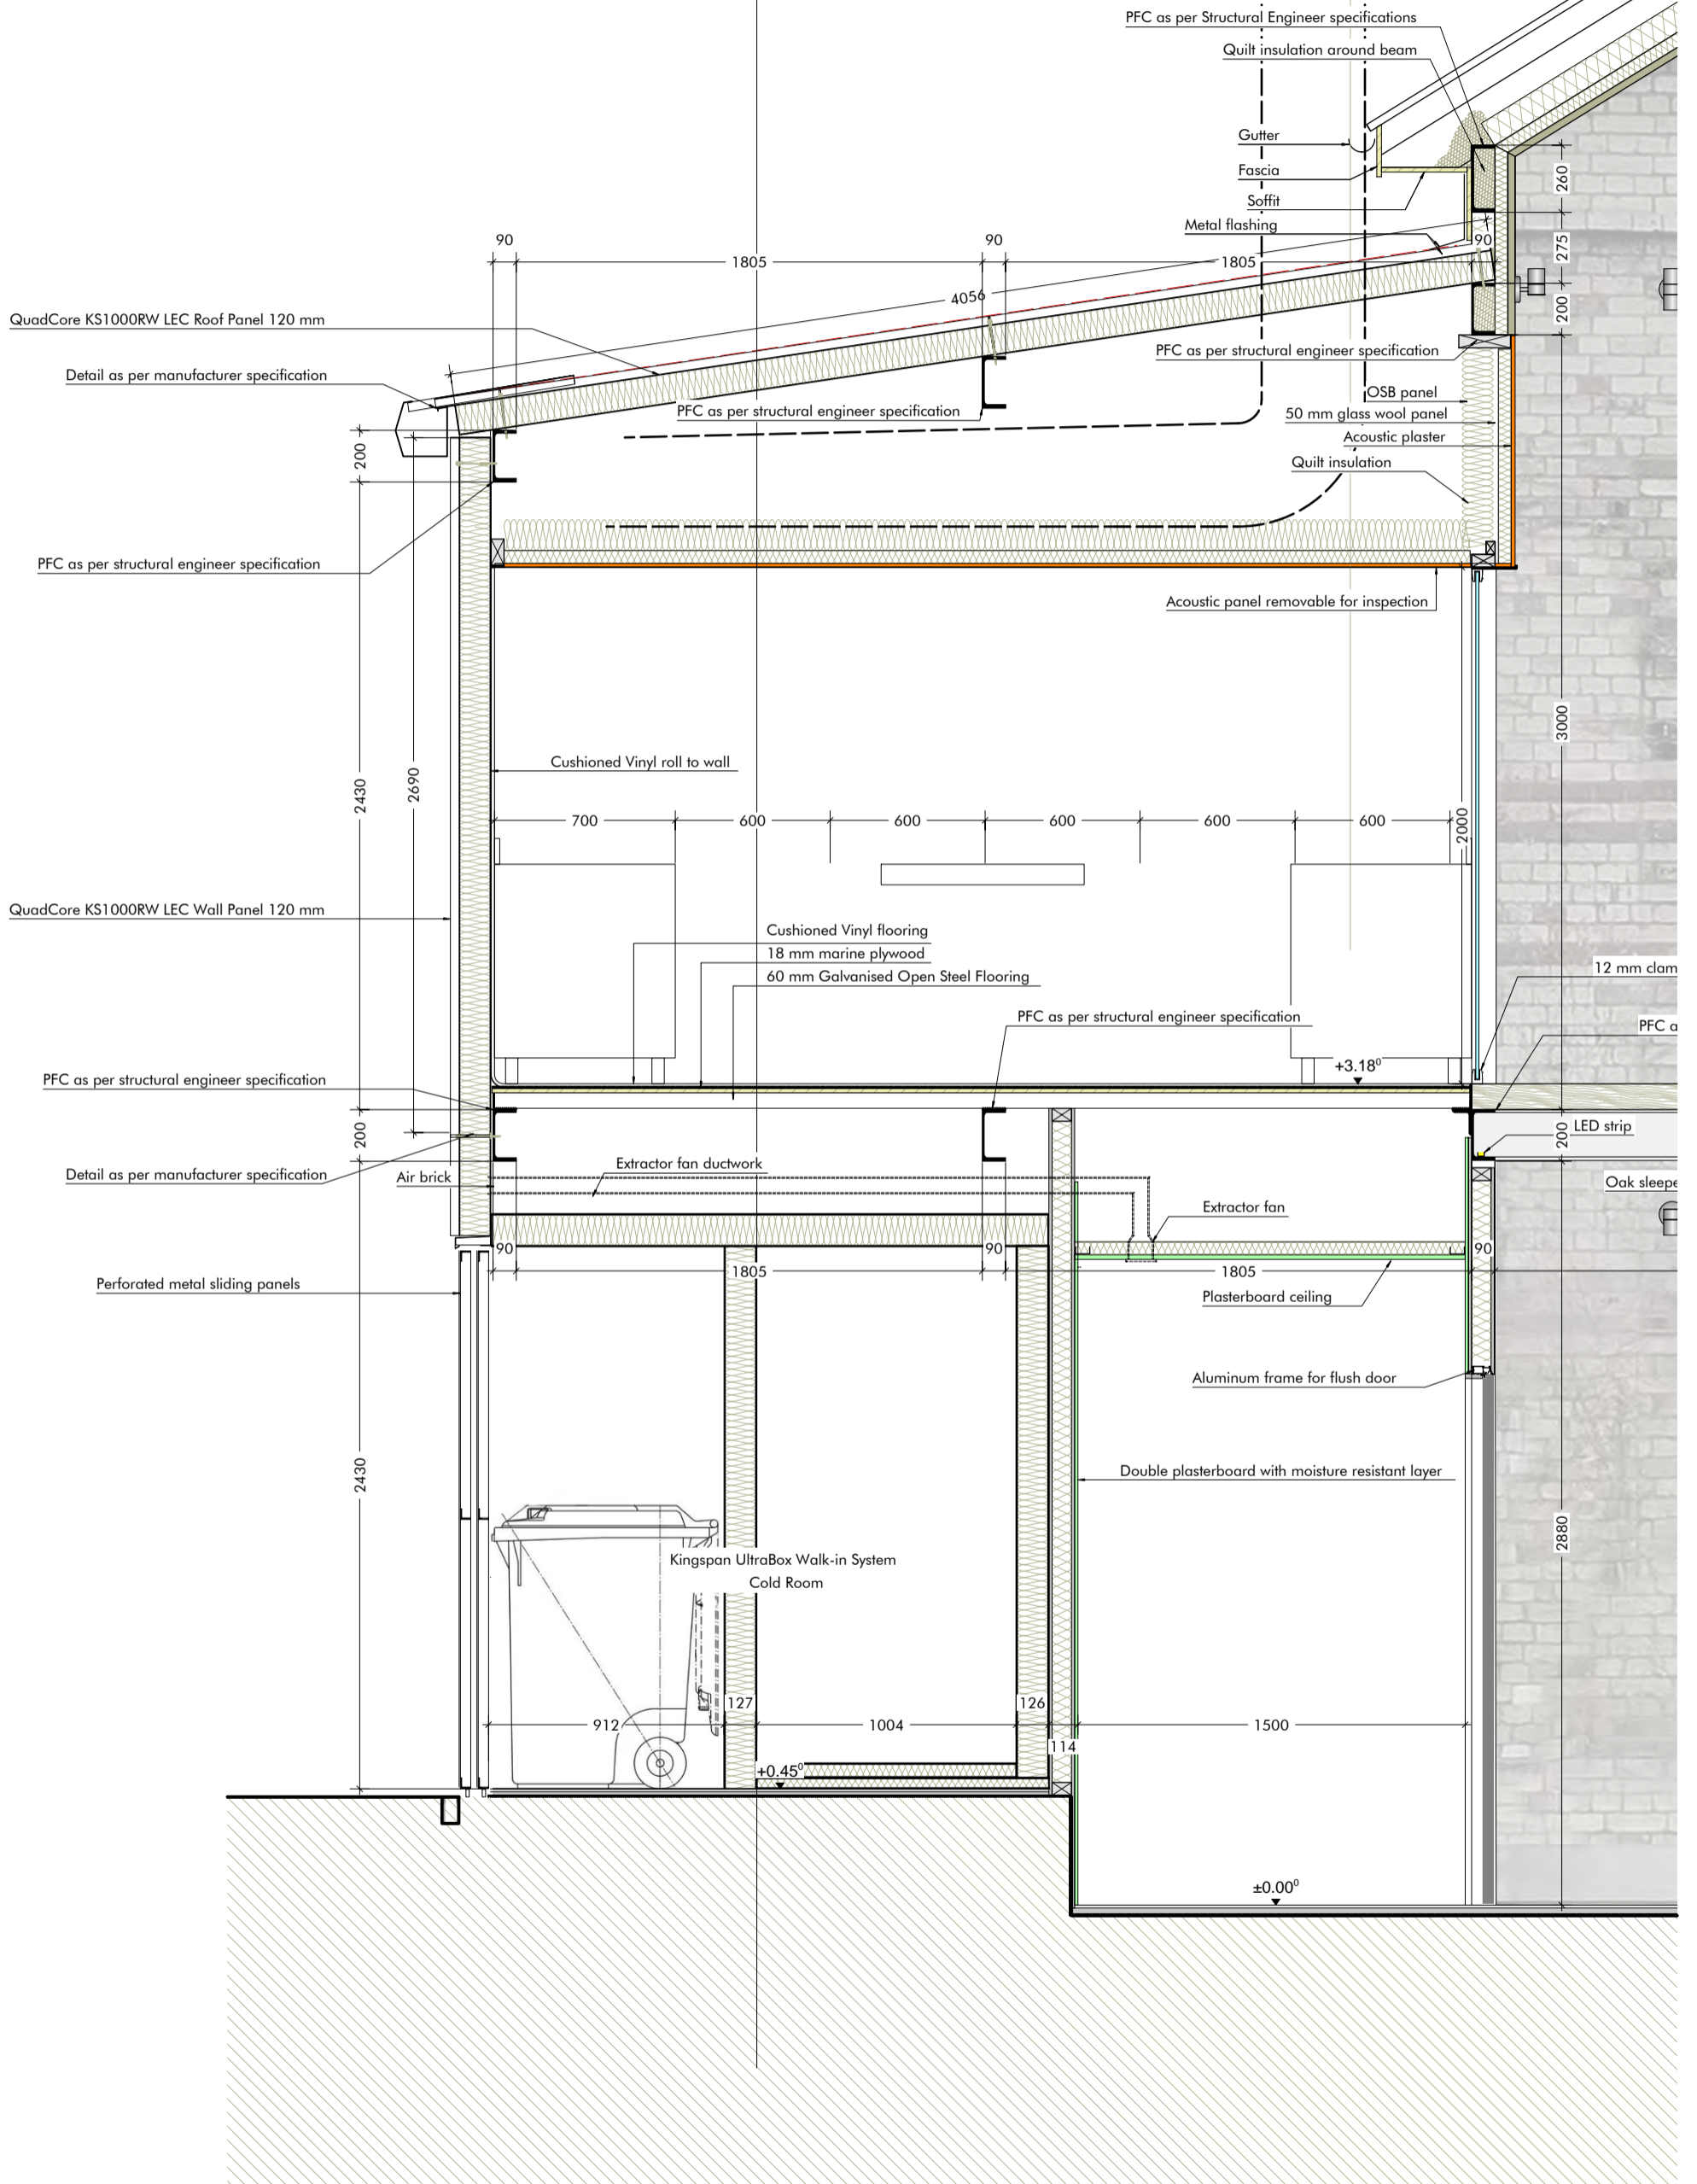 PFC as per Structural Engineer specifications
Quilt insulation around beam
Gutter
Fascia
Soffit
Metal flashing
260
275
200
90
1805
90
1805
90
4056
QuadCore KS1000RW LEC Roof Panel 120 mm
Detail as per manufacturer specification
PFC as per structural engineer specification
PFC as per structural engineer specification
OSB panel
50 mm glass wool panel
Acoustic plaster
Quilt insulation
200
PFC as per structural engineer specification
Acoustic panel removable for inspection
3000
Cushioned Vinyl roll to wall
2430
2690
700
600
600
600
600
600
2000
QuadCore KS1000RW LEC Wall Panel 120 mm
Cushioned Vinyl flooring
18 mm marine plywood
60 mm Galvanised Open Steel Flooring
12 mm clam
PFC as per structural engineer specification
PFC a
+3.18⁰
PFC as per structural engineer specification
200
200
LED strip
Detail as per manufacturer specification
Air brick
Extractor fan ductwork
Oak sleepe
Extractor fan
90
1805
90
1805
90
Perforated metal sliding panels
Plasterboard ceiling
Aluminum frame for flush door
Double plasterboard with moisture resistant layer
2430
2880
Kingspan UltraBox Walk-in System
Cold Room
912
127
1004
126
114
1500
+0.45⁰
±0.00⁰